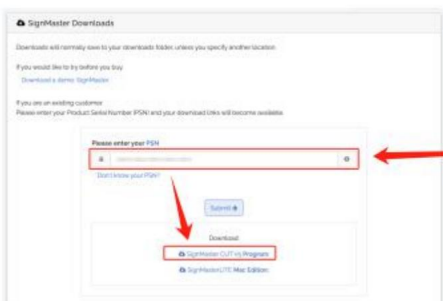 SignMaster Downloads
Downloads will normally save to your downloads folder, unless you specify another location.
If you would like to try before you buy
Download a demo: SignMaster
If you are an existing customer
Please enter your Product Serial Number (PSN) and your download links will become available.
Please enter your PSN
Don't know your PSN?
Submit
Download
SignMaster CUT v5 Program
SignMasterLITE Mac Edition